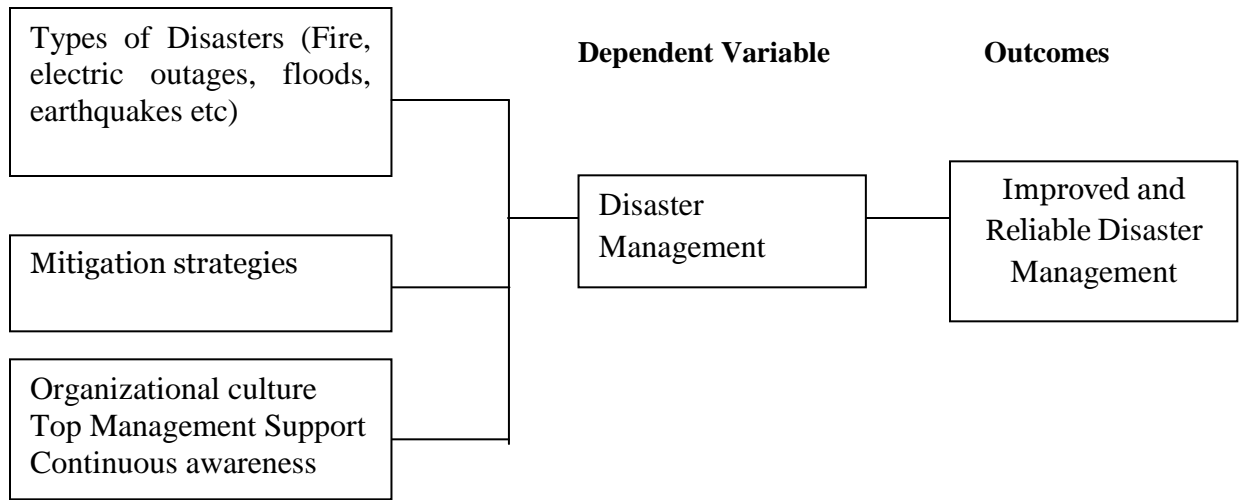 Types of Disasters (Fire,
electric outages, floods,
earthquakes etc)
Mitigation strategies
Organizational culture
Top Management Support
Continuous awareness
Dependent Variable
Disaster
Management
Outcomes
Improved and
Reliable Disaster
Management